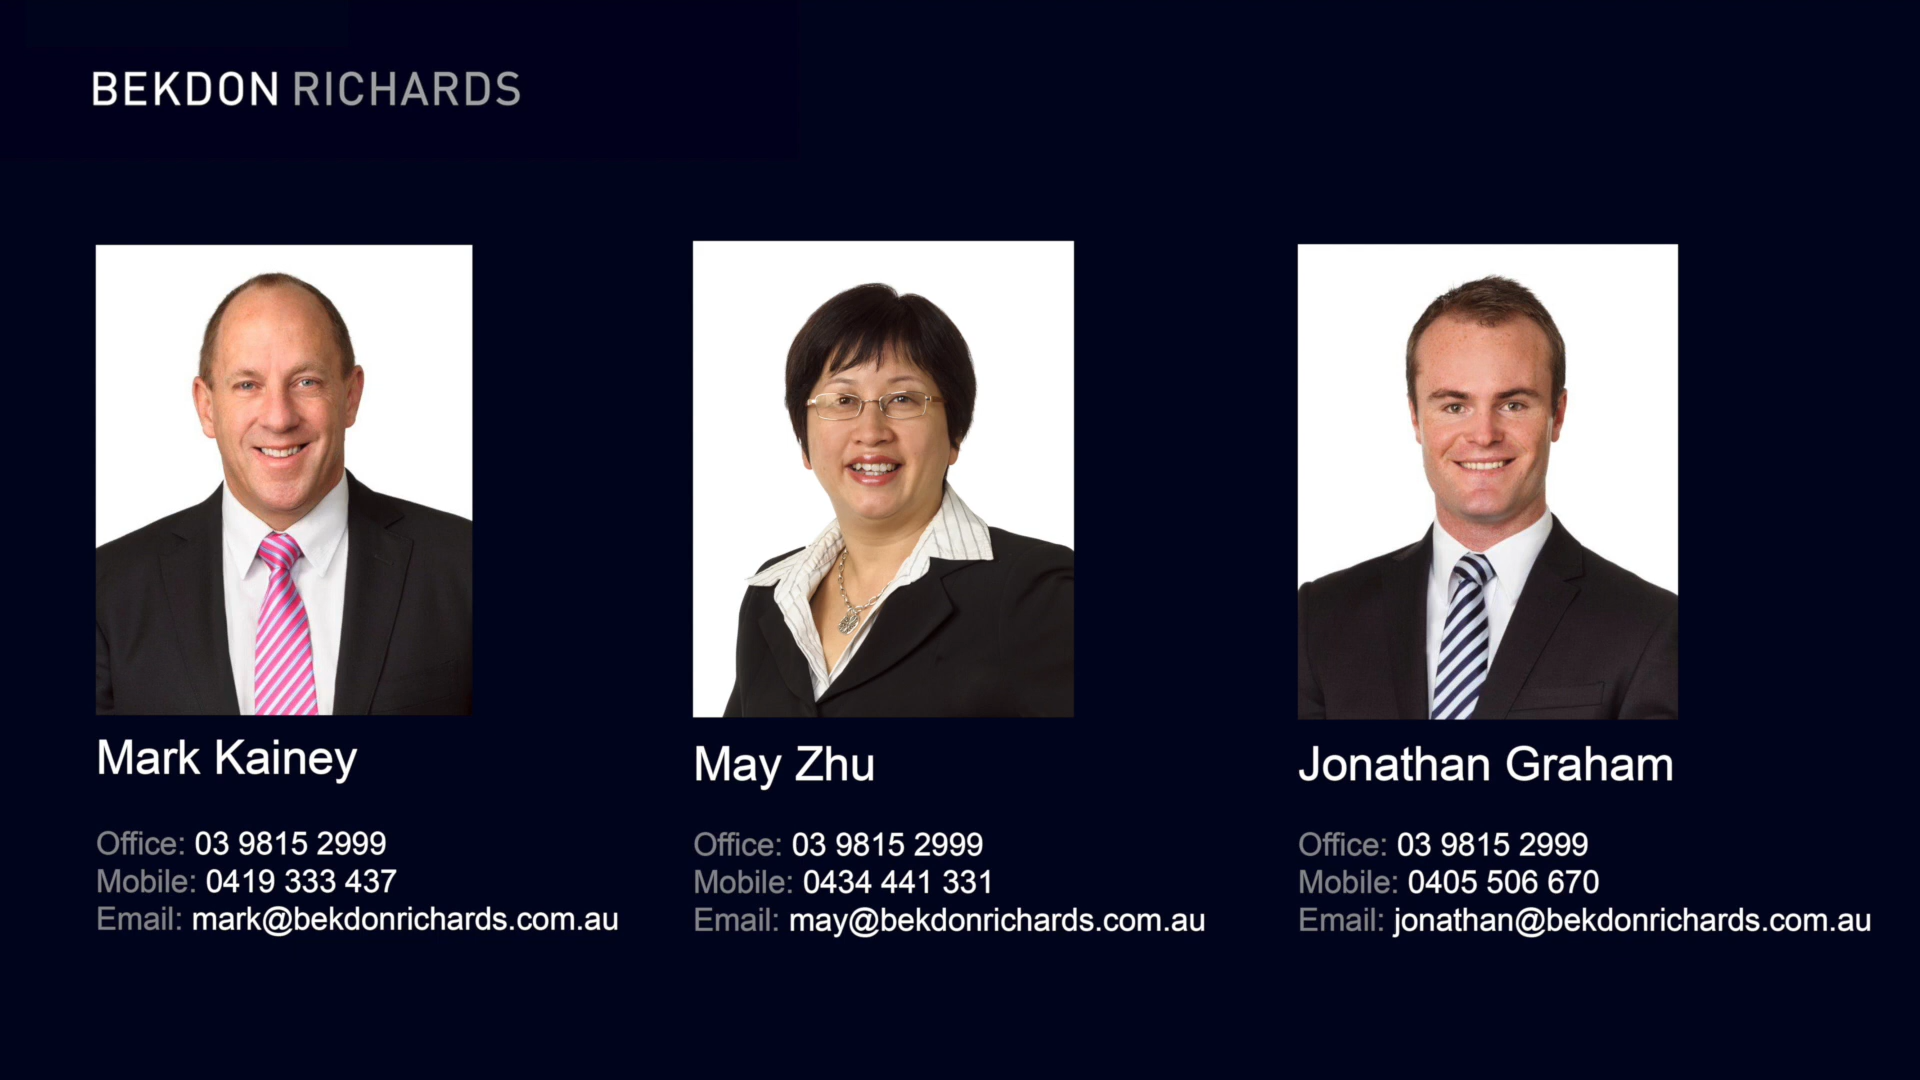 BEKDON RICHARDS
Mark Kainey
Office: 03 9815 2999
Mobile: 0419 333 437
Email: mark@bekdonrichards.com.au
May Zhu
Office: 03 9815 2999
Mobile: 0434 441 331
Email: may@bekdonrichards.com.au
Jonathan Graham
Office: 03 9815 2999
Mobile: 0405 506 670
Email: jonathan@bekdonrichards.com.au